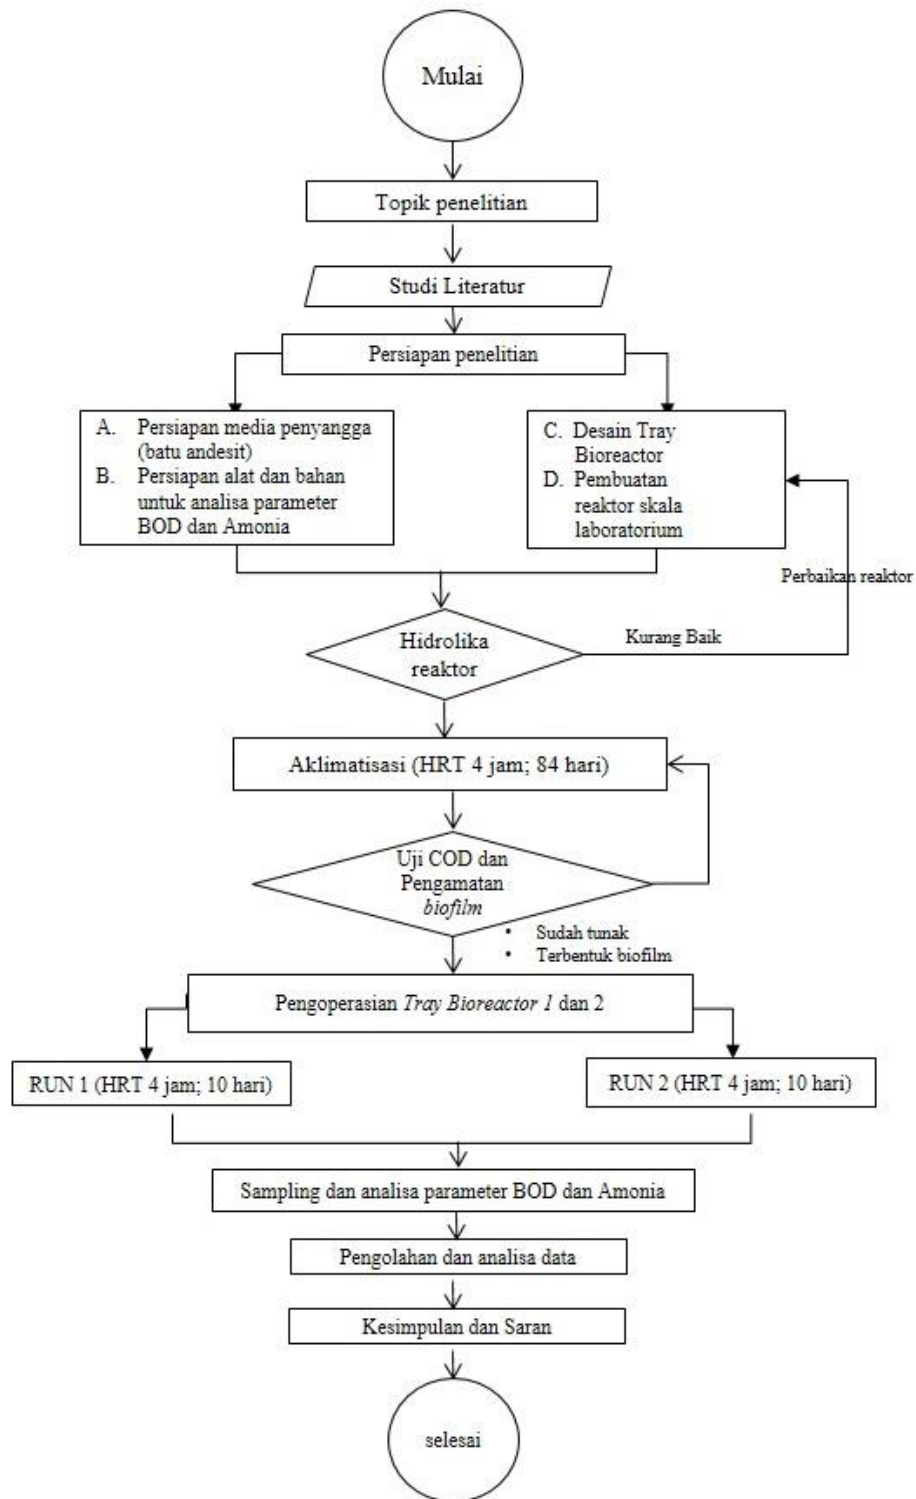 Mulai
Topik penelitian
Studi Literatur
Persiapan penelitian
A. Persiapan media penyangga
(batu andesit)
B. Persiapan alat dan bahan
untuk analisa parameter
BOD dan Amonia
C. Desain Tray
Bioreactor
D. Pembuatan
reaktor skala
laboratorium
Perbaikan reaktor
Hidrolika
reaktor
Kurang Baik
Aklimatisasi (HRT 4 jam; 84 hari)
Uji COD dan
Pengamatan
biofilm
• Sudah tunak
• Terbentuk biofilm
Pengoperasian Tray Bioreactor 1 dan 2
RUN 1 (HRT 4 jam; 10 hari)
RUN 2 (HRT 4 jam; 10 hari)
Sampling dan analisa parameter BOD dan Amonia
Pengolahan dan analisa data
Kesimpulan dan Saran
selesai